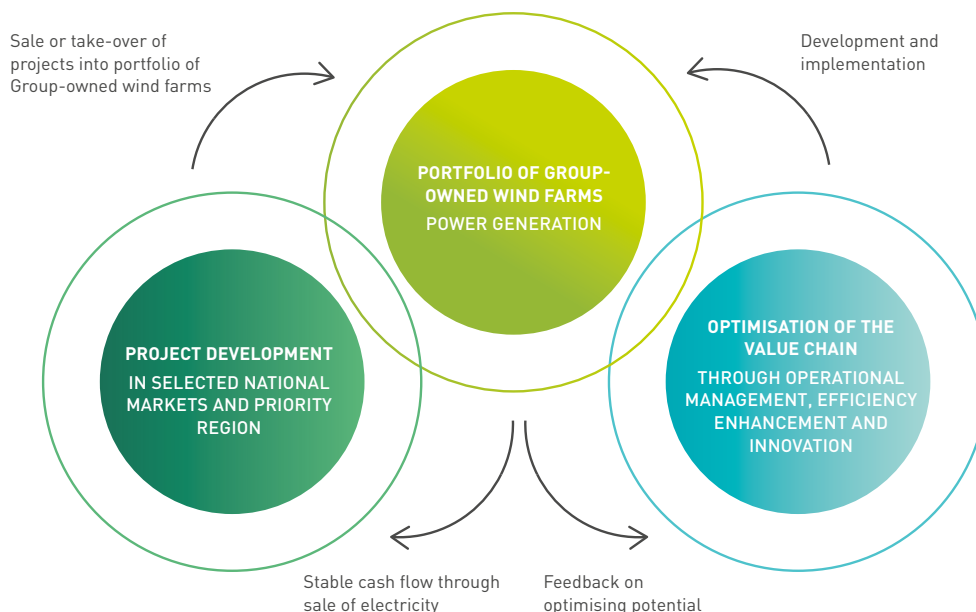 Sale or take-over of
projects into portfolio of
Group-owned wind farms
Development and
implementation
PORTFOLIO OF GROUP-
OWNED WIND FARMS
POWER GENERATION
PROJECT DEVELOPMENT
IN SELECTED NATIONAL
MARKETS AND PRIORITY
REGION
OPTIMISATION OF THE
VALUE CHAIN
THROUGH OPERATIONAL
MANAGEMENT, EFFICIENCY
ENHANCEMENT AND
INNOVATION
Stable cash flow through
sale of electricity
Feedback on
optimising potential